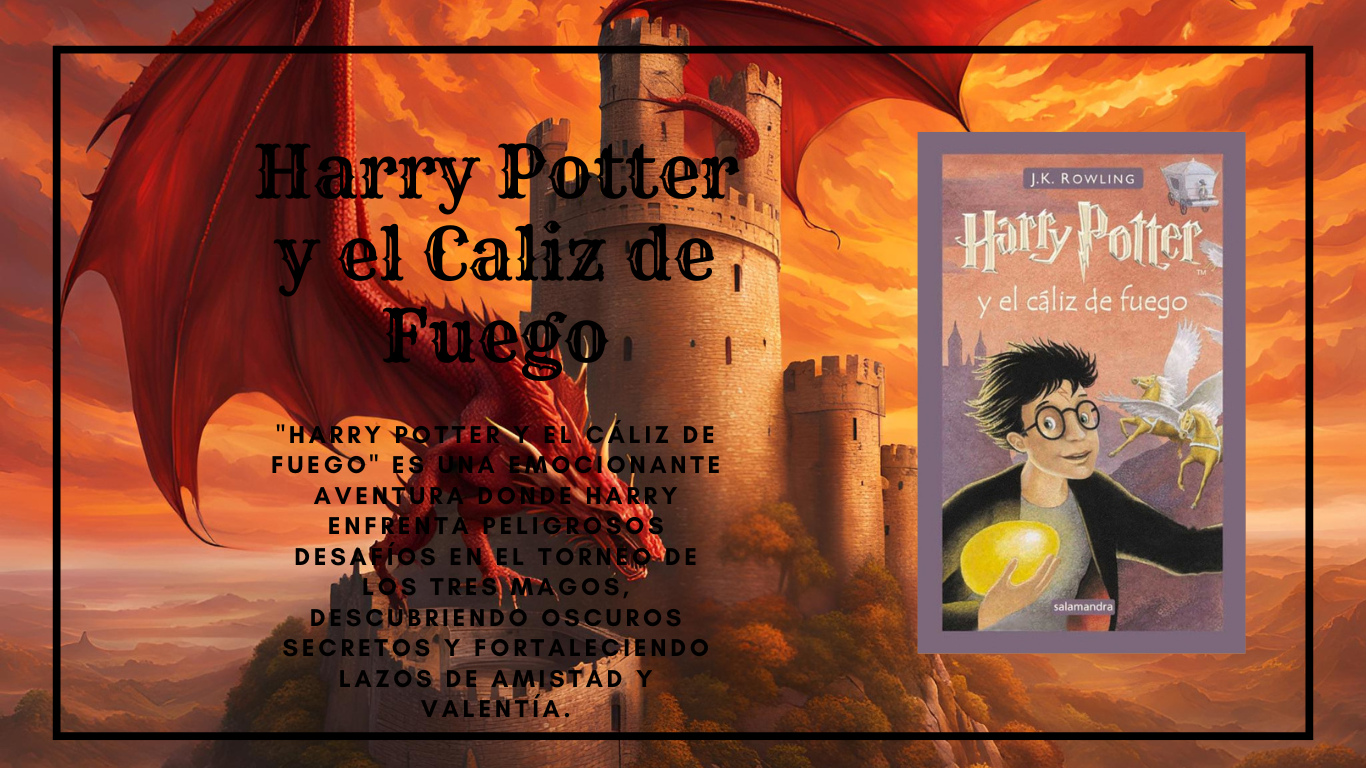 Harry Potter
y el Caliz de
Fuego
"HARRY POTTER Y EL CÁLIZ DE
FUEGO" ES UNA EMOCIONANTE
AVENTURA DONDE HARRY
ENFRENTA PELIGROSOS
DESAFÍOS EN EL TORNEO DE
LOS TRES MAGOS,
DESCUBRIENDO OSCUROS
SECRETOS Y FORTALECIENDO
LAZOS DE AMISTAD Y
VALENTÍA.
J.K. ROWLING
Harry Potter
TM
y el cáliz de fuego
salamandra